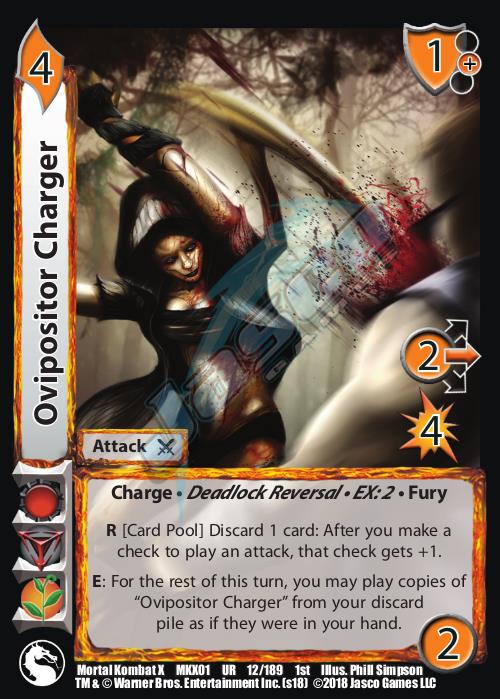 4
1
+
Ovipositor Charger
2
4
Attack
Charge • Deadlock Reversal • EX: 2 • Fury
R [Card Pool] Discard 1 card: After you make a
check to play an attack, that check gets +1.
E: For the rest of this turn, you may play copies of
“Ovipositor Charger” from your discard
pile as if they were in your hand.
2
Mortal Kombat X MKX01 UR 12/189 1st Illus. Phill Simpson
TM & © Warner Bros. Entertainment Inc. (s18) ©2018 Jasco Games LLC